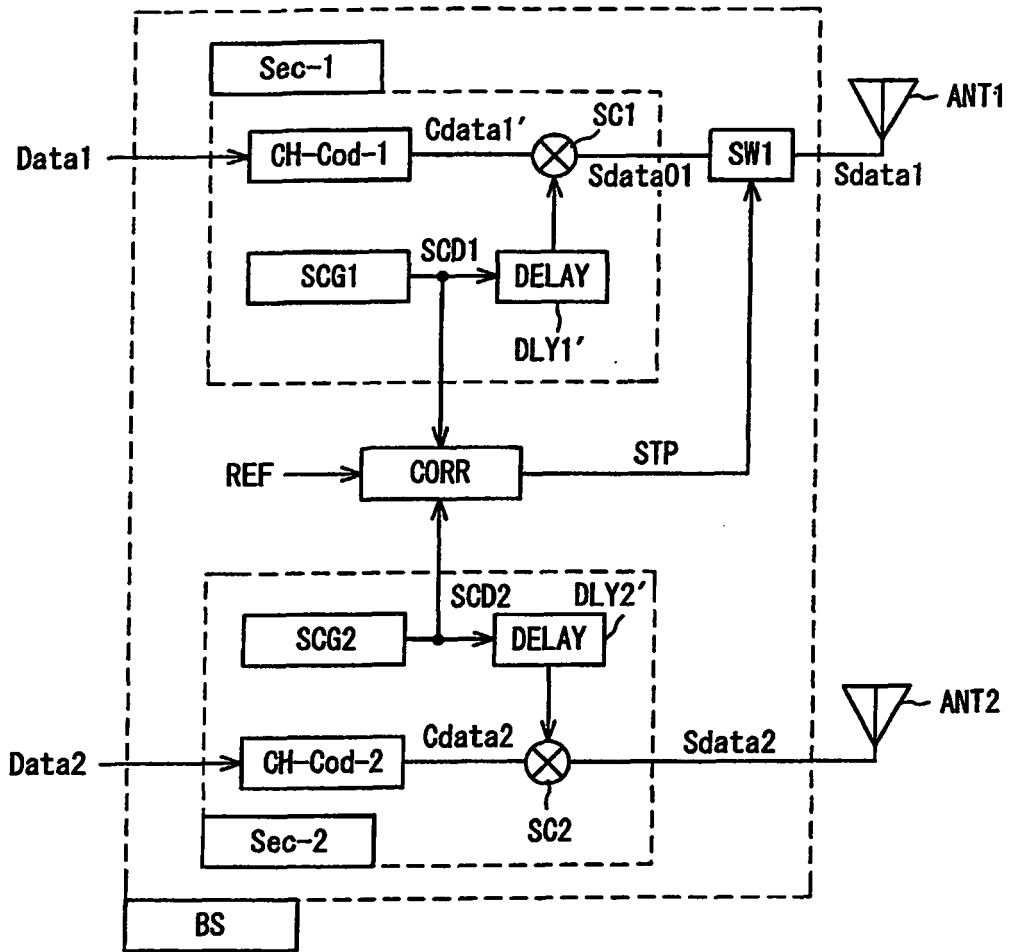 Sec-1
ANT1
SC1
Cdata1′
Data1
CH-Cod-1
SW1
Sdata01
Sdata1
SCD1
SCG1
DELAY
DLY1′
STP
REF
CORR
SCD2
DLY2′
SCG2
DELAY
ANT2
Cdata2
Sdata2
Data2
CH-Cod-2
SC2
Sec-2
BS